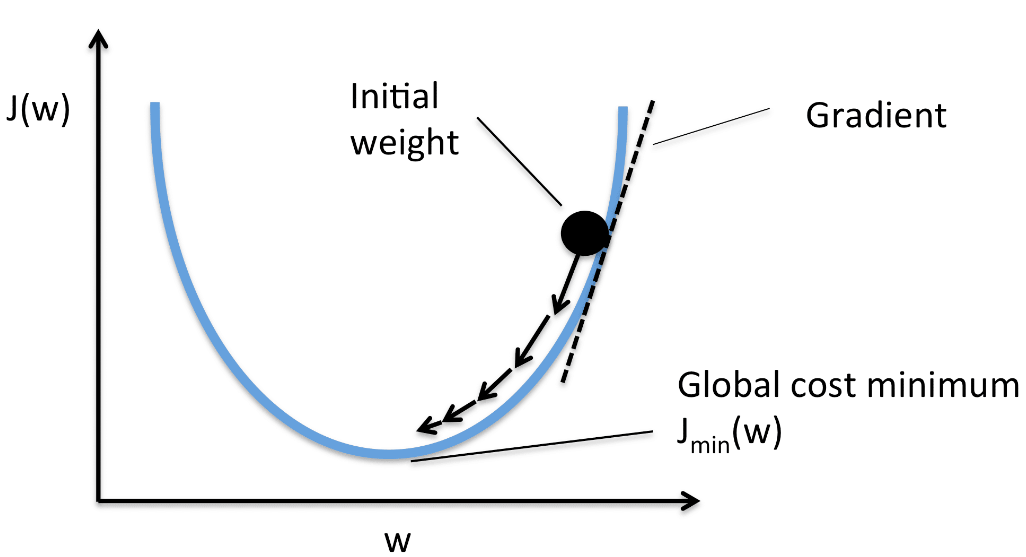 J(w)
Initial
weight
Gradient
Global cost minimum
Jmin(w)
w